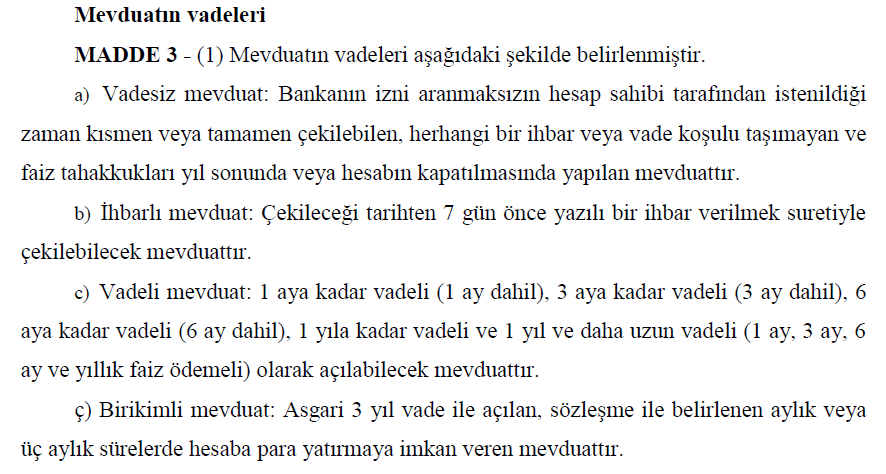 Mevduatın vadeleri
MADDE 3 - (1) Mevduatın vadeleri aşağıdaki şekilde belirlenmiştir.
a) Vadesiz mevduat: Bankanın izni aranmaksızın hesap sahibi tarafından istenildiği
zaman kısmen veya tamamen çekilebilen, herhangi bir ihbar veya vade koşulu taşımayan ve
faiz tahakkukları yıl sonunda veya hesabın kapatılmasında yapılan mevduattır.
b) İhbarlı mevduat: Çekileceği tarihten 7 gün önce yazılı bir ihbar verilmek suretiyle
çekilebilecek mevduattır.
c) Vadeli mevduat: 1 aya kadar vadeli (1 ay dahil), 3 aya kadar vadeli (3 ay dahil), 6
aya kadar vadeli (6 ay dahil), 1 yıla kadar vadeli ve 1 yıl ve daha uzun vadeli (1 ay, 3 ay, 6
ay ve yıllık faiz ödemeli) olarak açılabilecek mevduattır.
ç) Birikimli mevduat: Asgari 3 yıl vade ile açılan, sözleşme ile belirlenen aylık veya
üç aylık sürelerde hesaba para yatırmaya imkan veren mevduattır.